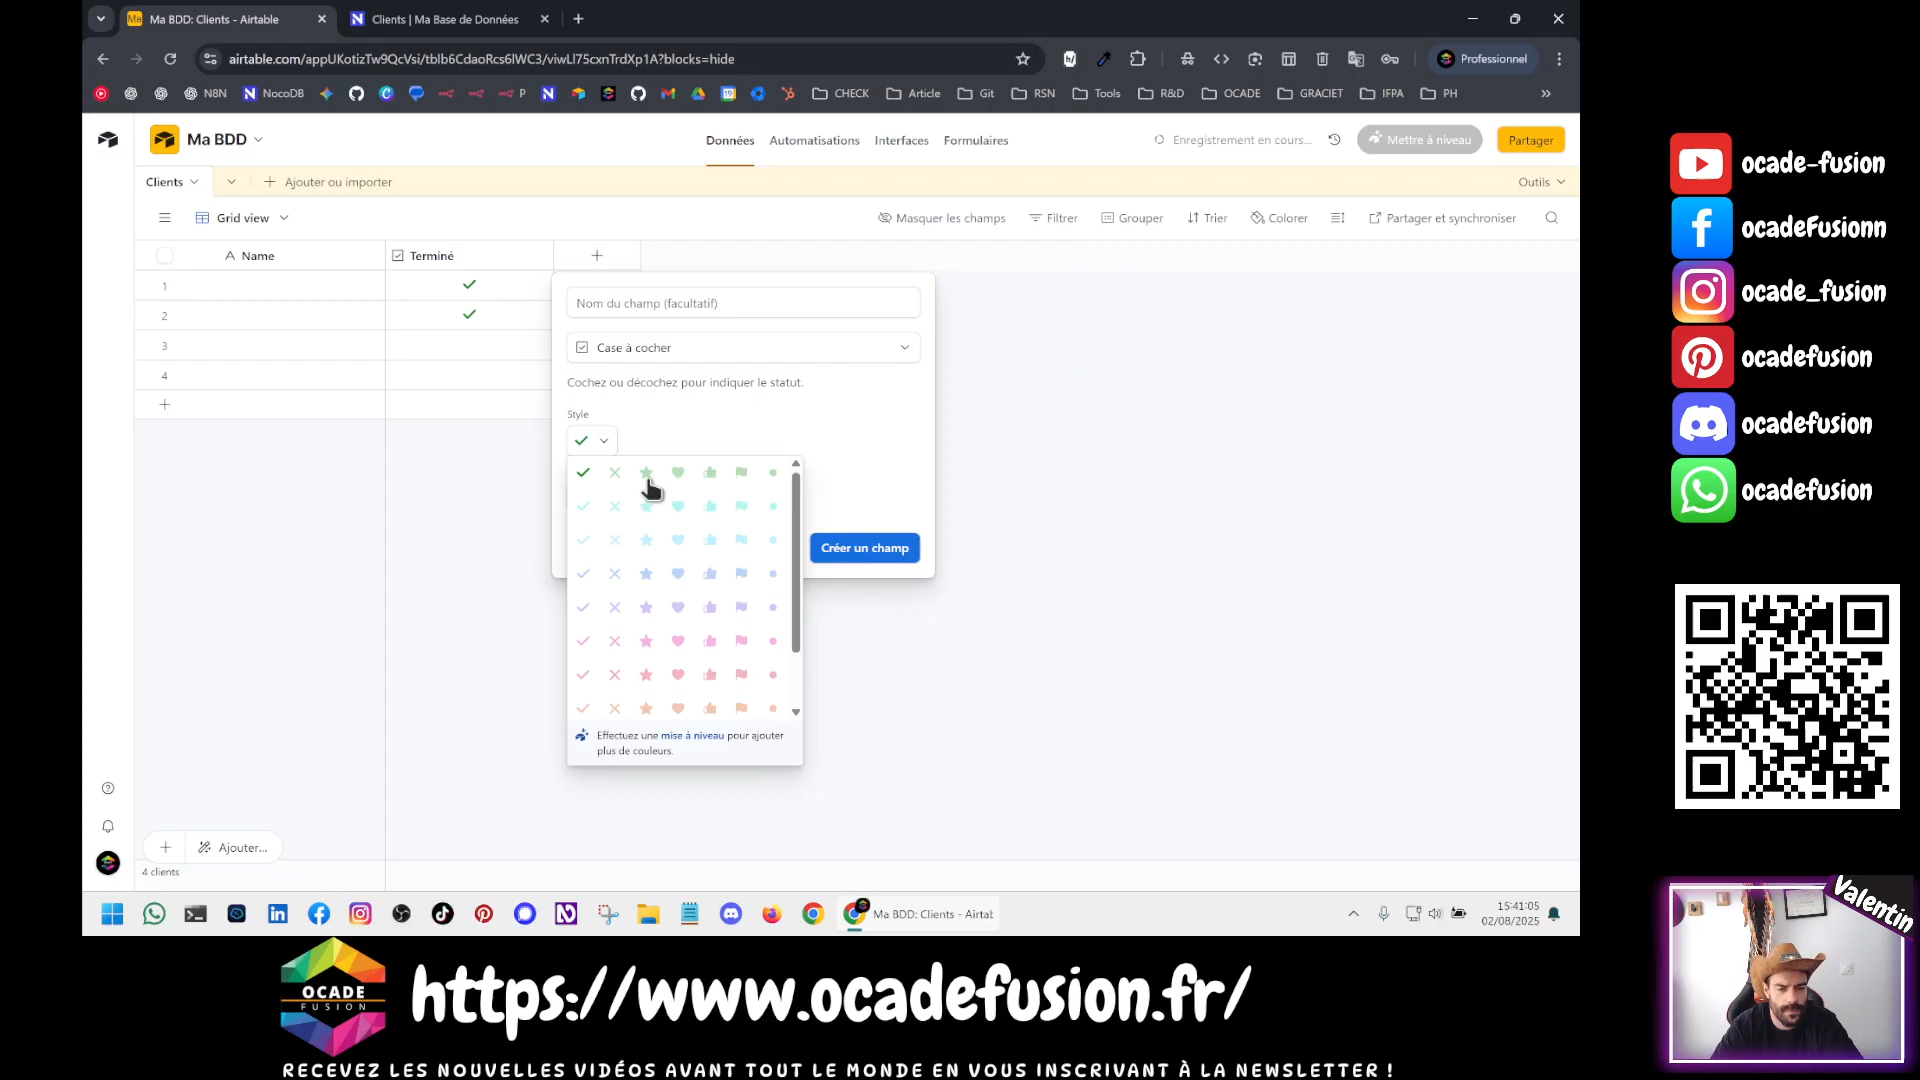 Ma BDD: Clients - Airtable
Clients | Ma Base de Données
airtable.com/appUKotizTw9QcVsi/tblb6CdaoRcs6lWC3/viwLl75cxnTrdXp1A?blocks=hide
Professionnel
N8N
NocoDB
P
CHECK
Article
Git
RSN
Tools
R&D
OCADE
GRACIET
IFPA
PH
Ma BDD
Données
Automatisations
Interfaces
Formulaires
Enregistrement en cours...
Mettre à niveau
Partager
Clients
Ajouter ou importer
Outils
Grid view
Masquer les champs
Filtrer
Grouper
Trier
Colorer
Partager et synchroniser
Name
Terminé
1
2
3
4
Nom du champ (facultatif)
Case à cocher
Cochez ou décochez pour indiquer le statut.
Style
Créer un champ
Effectuez une mise à niveau pour ajouter
plus de couleurs.
Ajouter...
4 clients
Ma BDD: Clients - Airtat
15:41:05
02/08/2025
ocade-fusion
ocadeFusionn
ocade_fusion
ocadefusion
ocadefusion
ocadefusion
Valentin
OCADE
FUSION
https://www.ocadefusion.fr/
RECEVEZ LES NOUVELLES VIDÉOS AVANT TOUT LE MONDE EN VOUS INSCRIVANT À LA NEWSLETTER !